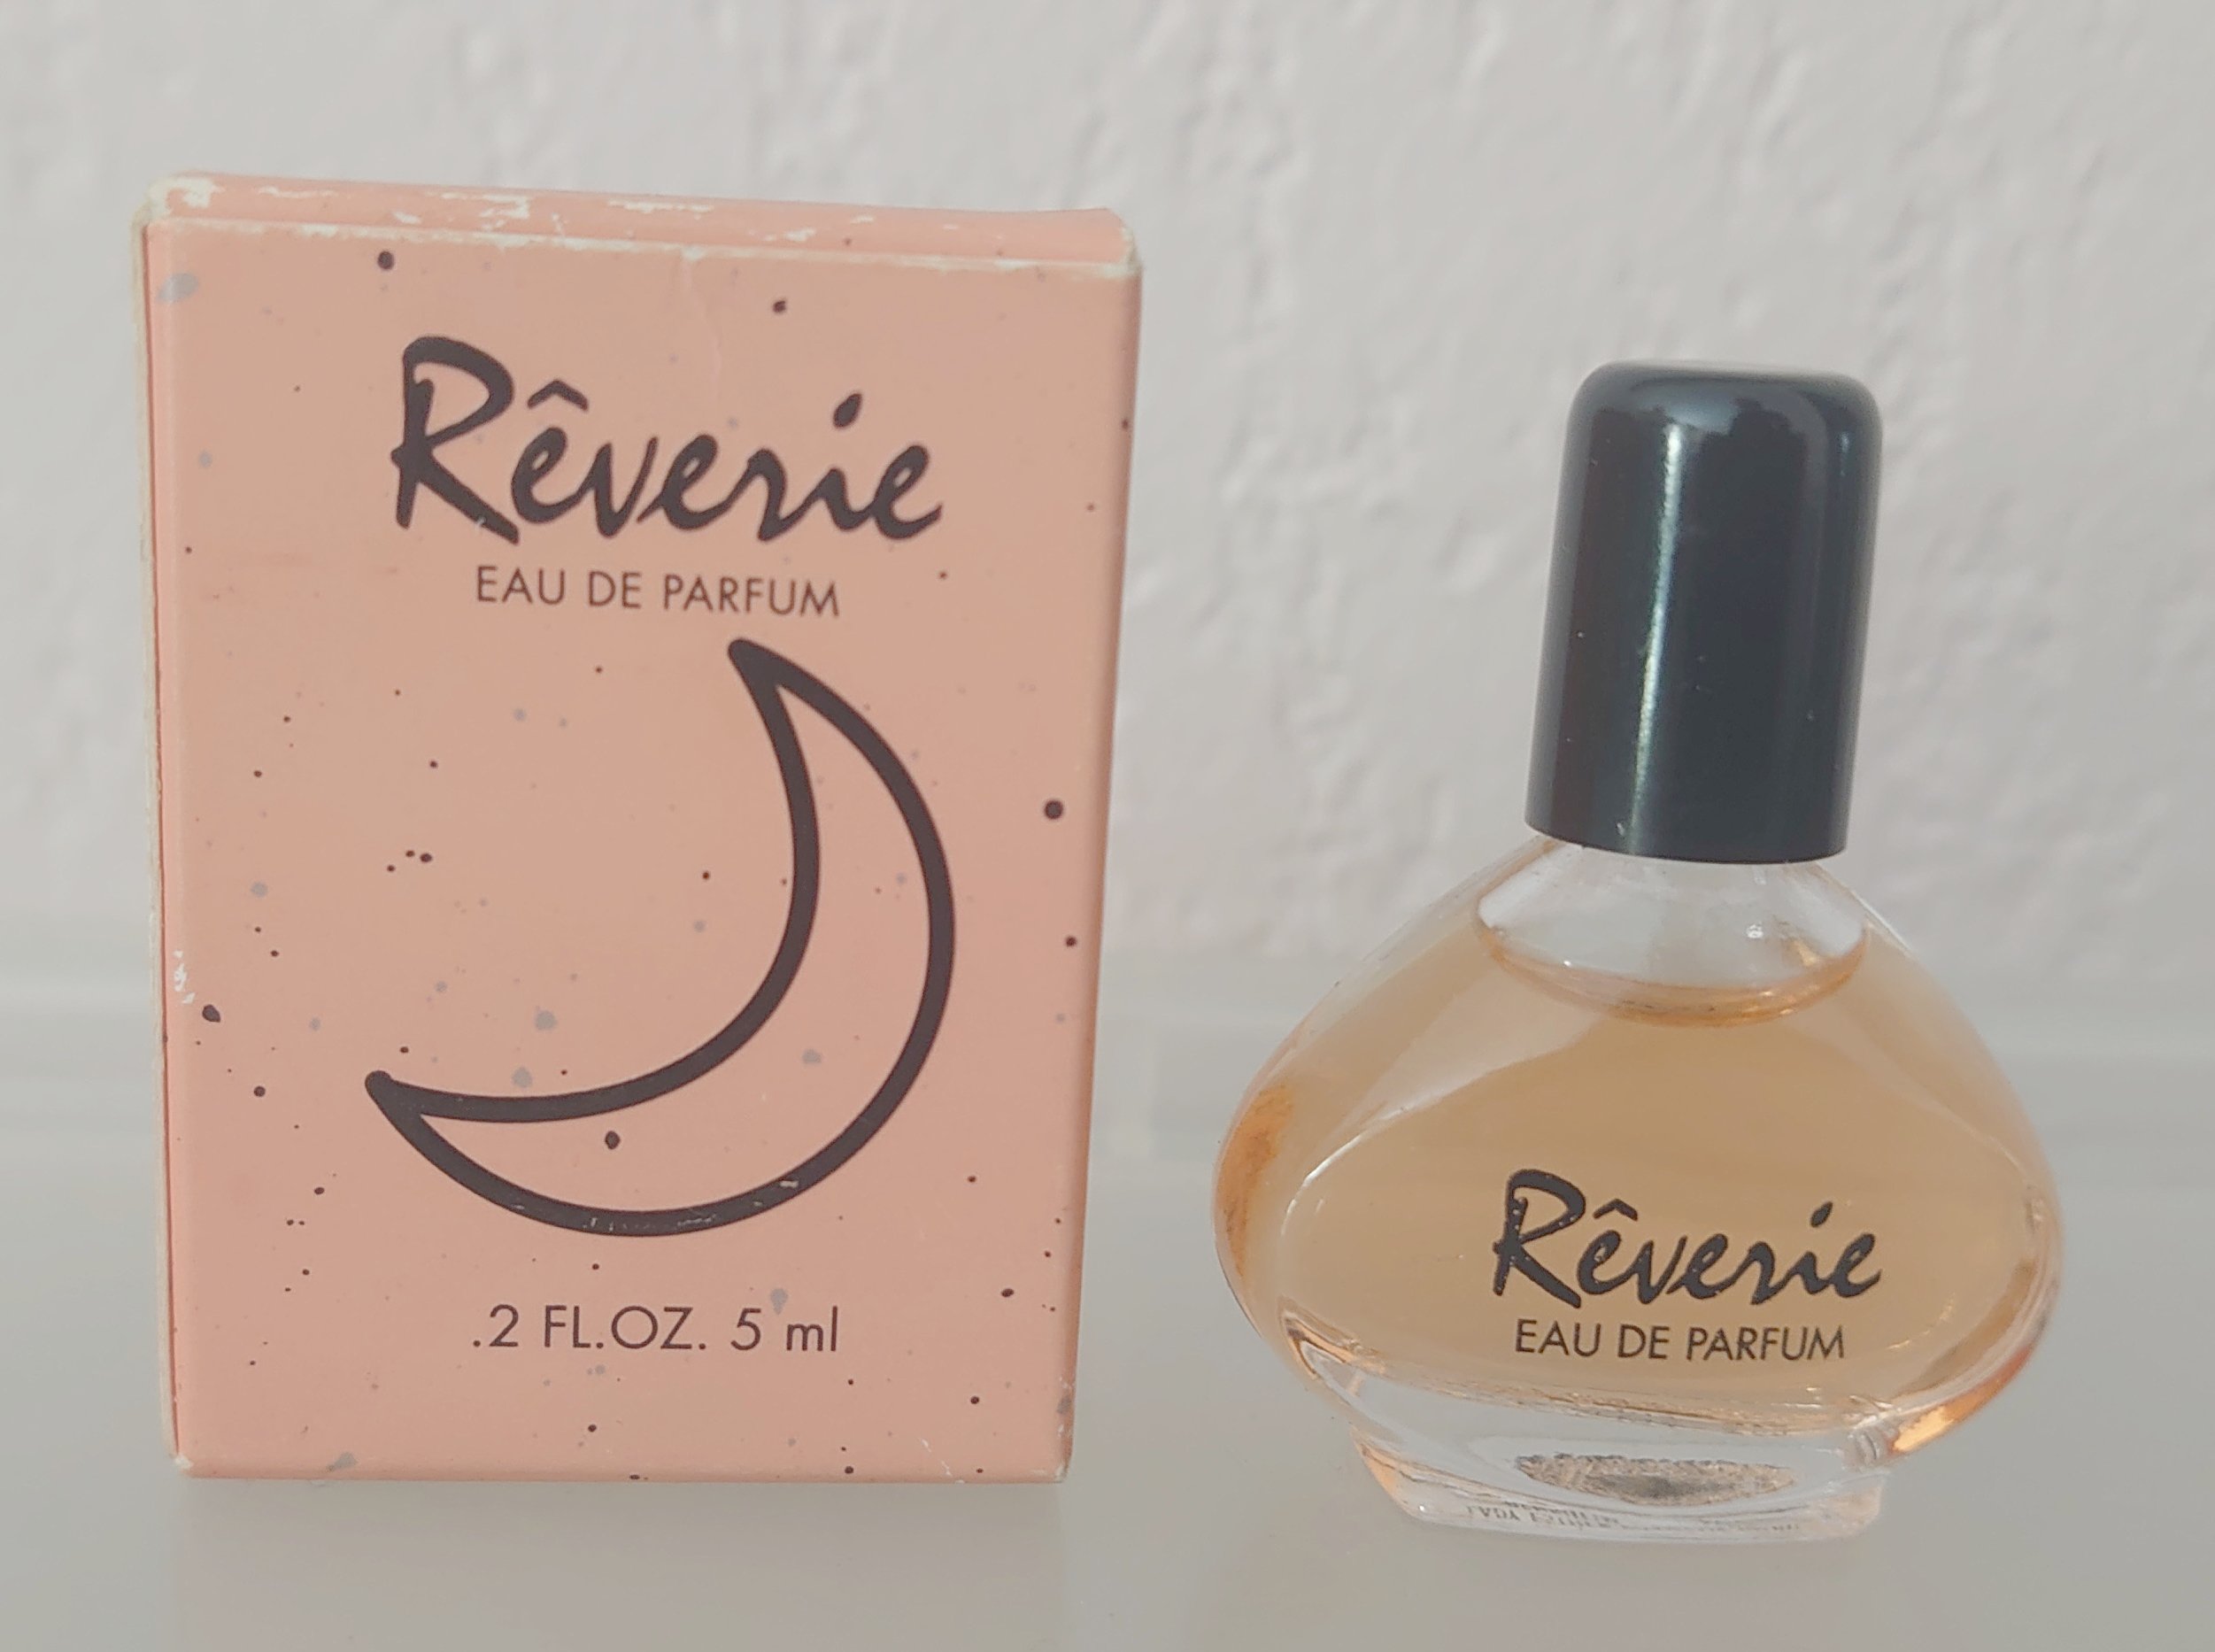 Rêverie
EAU DE PARFUM
.2 FL.OZ. 5 ml
Rêverie
EAU DE PARFUM